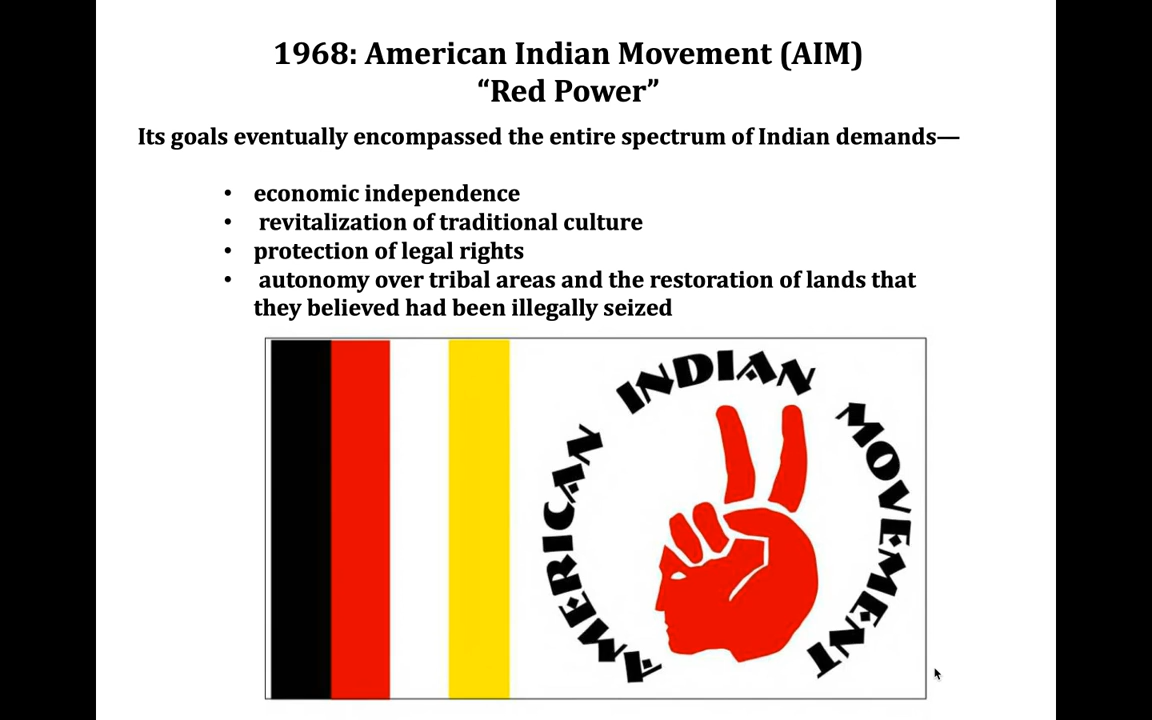 1968: American Indian Movement (AIM)
“Red Power”
Its goals eventually encompassed the entire spectrum of Indian demands—
• economic independence
• revitalization of traditional culture
• protection of legal rights
• autonomy over tribal areas and the restoration of lands that
they believed had been illegally seized
AMERICAN INDIAN MOVEMENT